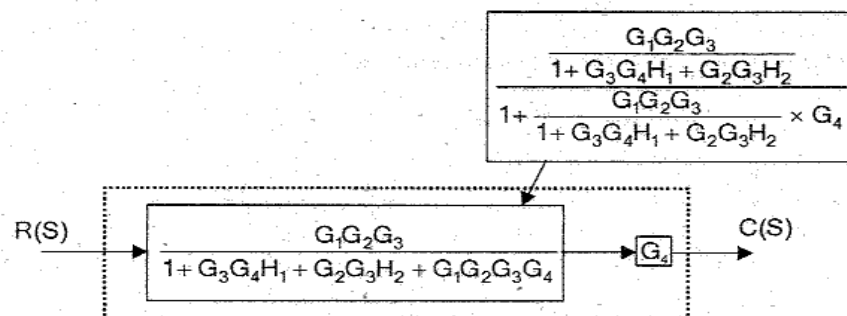 G₁G₂G₃
1 + G₃G₄H₁ + G₂G₃H₂
1 + G₁G₂G₃ / 1 + G₃G₄H₁ + G₂G₃H₂ × G₄
R(S)
G₁G₂G₃
1 + G₃G₄H₁ + G₂G₃H₂ + G₁G₂G₃G₄
G₄
C(S)